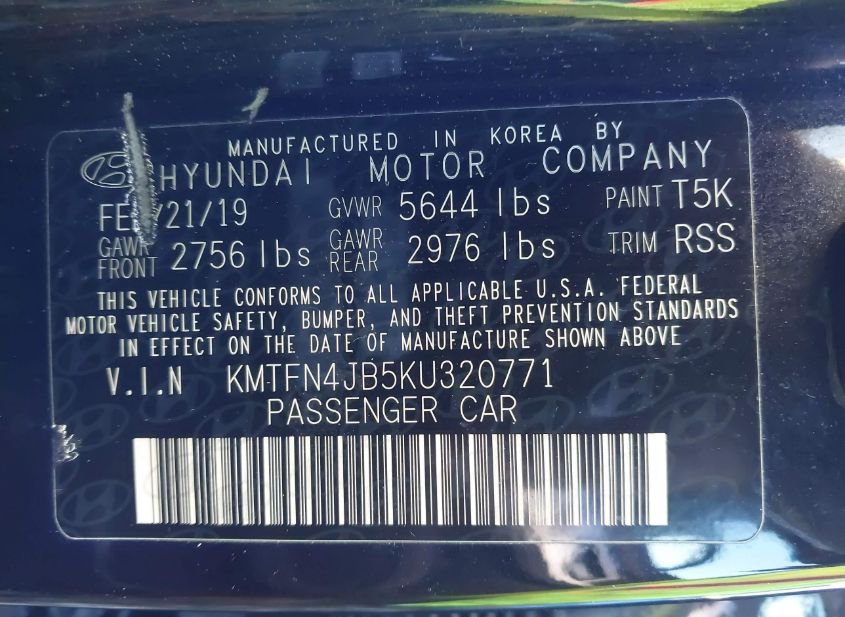 MANUFACTURED IN KOREA BY
HYUNDAI MOTOR COMPANY
/21/19 GVWR 5644 lbs PAINT T5K
GAWR FRONT 2756 lbs GAWR REAR 2976 lbs TRIM RSS
THIS VEHICLE CONFORMS TO ALL APPLICABLE U.S.A. FEDERAL
MOTOR VEHICLE SAFETY, BUMPER, AND THEFT PREVENTION STANDARDS
IN EFFECT ON THE DATE OF MANUFACTURE SHOWN ABOVE
V.I.N KMTFN4JB5KU320771
PASSENGER CAR